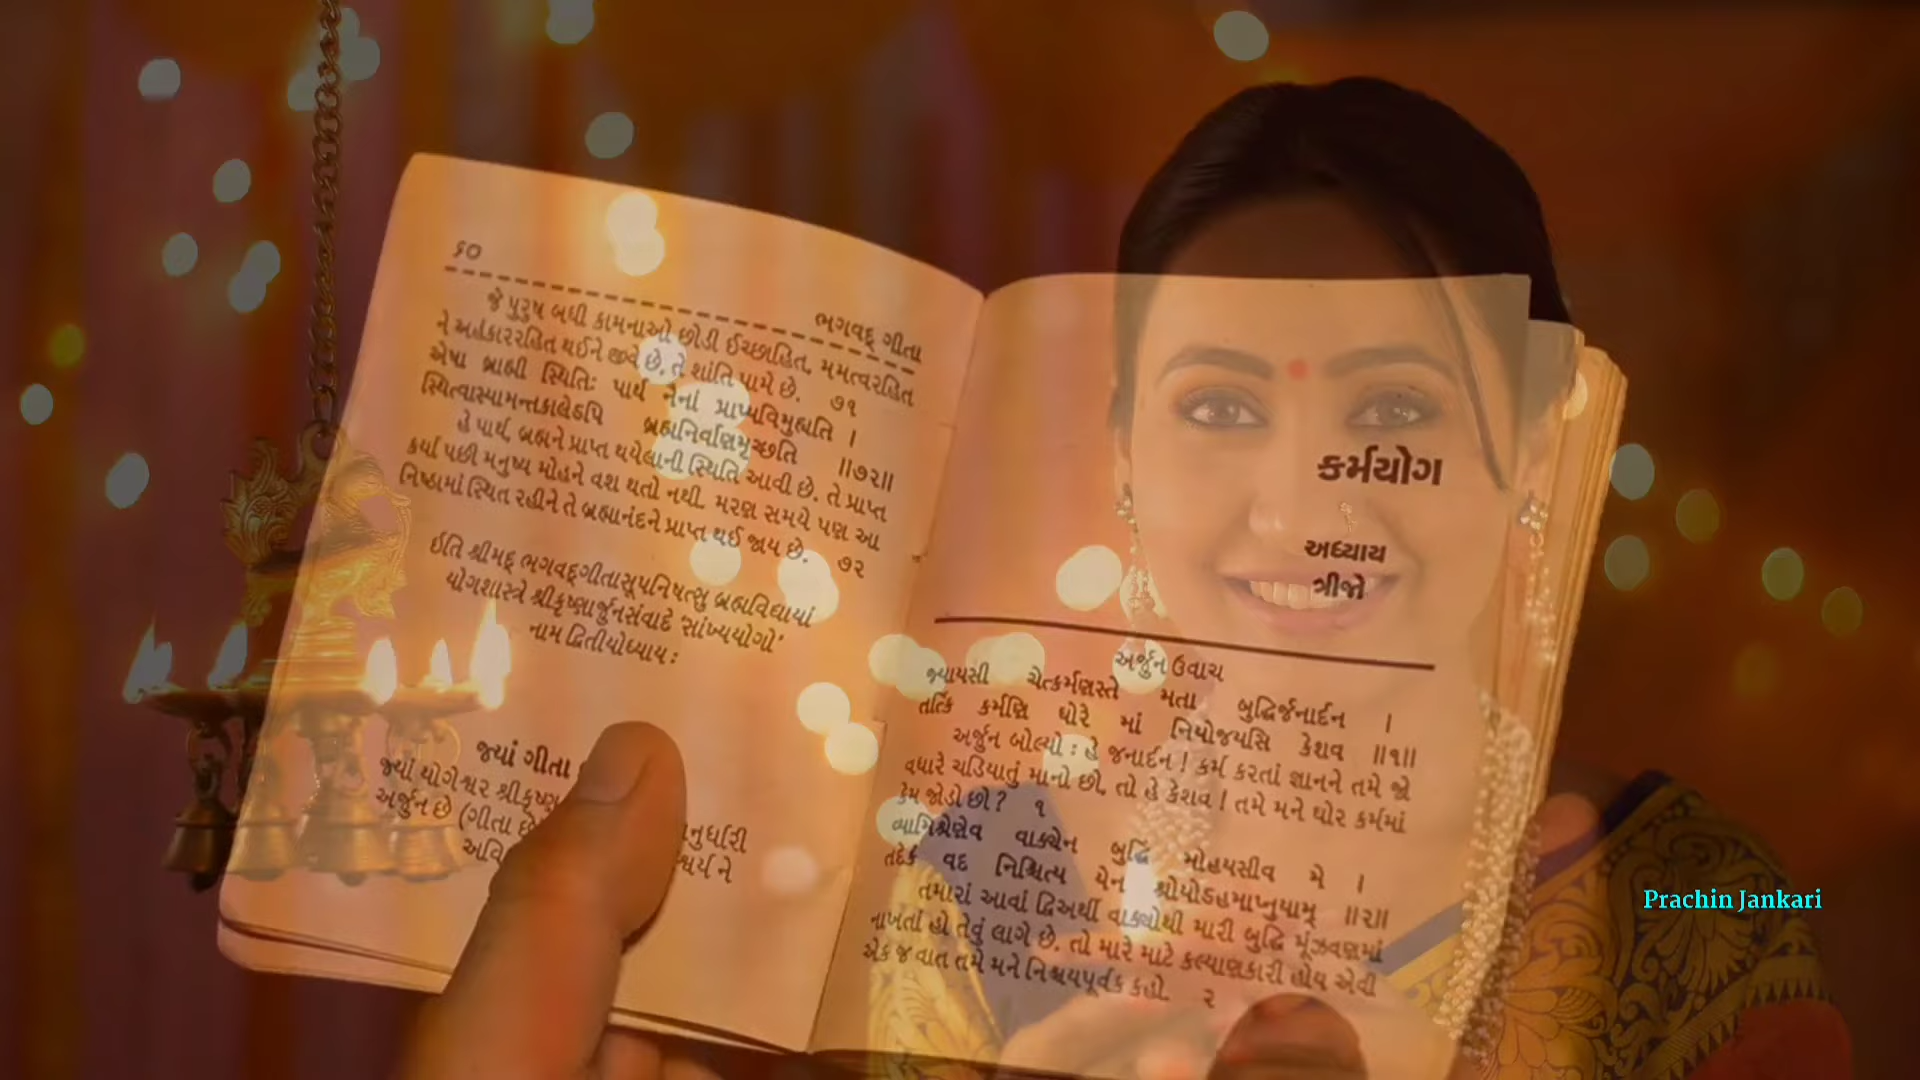 ૬૦
ભગવદ્ ગીતા
જે પુરુષ બધી કામનાઓ છોડી ઈચ્છાહિત, મમત્વરહિત
ને અહંકારરહિત થઈને જીવે છે, તે શાંતિ પામે છે. ૭૧
એષા બ્રાહ્મી સ્થિતિઃ પાર્થ નૈનાં પ્રાપ્યવિમુહ્યતિ ।
સ્થિત્વાસ્યામન્તકાલેઽપિ બ્રહ્મનિર્વાણમૃચ્છતિ ॥૭૨॥
હે પાર્થ, બ્રહ્મને પ્રાપ્ત થયેલાની સ્થિતિ આવી છે. તે પ્રાપ્ત
કર્યા પછી મનુષ્ય મોહને વશ થતો નથી. મરણ સમયે પણ આ
નિષ્ઠામાં સ્થિત રહીને તે બ્રહ્માનંદને પ્રાપ્ત થઈ જાય છે. ૭૨
ઈતિ શ્રીમદ્ ભગવદ્ગીતાસૂપનિષત્સુ બ્રહ્મવિદ્યાયાં
યોગશાસ્ત્રે શ્રીકૃષ્ણાર્જુનસંવાદે ‘સાંખ્યયોગો’
નામ દ્વિતીયોધ્યાયઃ
જ્યાં ગીતા
જ્યાં યોગેશ્વર શ્રીકૃષ્ણ
અર્જુન છે (ગીતા છે
કર્મયોગ
અધ્યાય
ત્રીજો
અર્જુન ઉવાચ
જ્યાયસી ચેત્કર્મણસ્તે મતા બુદ્ધિર્જનાર્દન ।
તત્કિં કર્મણિ ઘોરે માં નિયોજયસિ કેશવ ॥૧॥
અર્જુન બોલ્યો : હે જનાર્દન ! કર્મ કરતાં જ્ઞાનને તમે જો
વધારે ચડિયાતું માનો છો, તો હે કેશવ ! તમે મને ઘોર કર્મમાં
કેમ જોડો છો ? ૧
વ્યામિશ્રેણેવ વાક્યેન બુદ્ધિં મોહયસીવ મે ।
તદેકં વદ નિશ્ચિત્ય યેન શ્રેયોઽહમાપ્નુયામ્ ॥૨॥
તમારાં આવાં દ્વિઅર્થી વાક્યોથી મારી બુદ્ધિ મૂંઝવણમાં
નાખતાં હો તેવું લાગે છે. તો મારે માટે કલ્યાણકારી હોય એવી
એક જ વાત તમે મને નિશ્ચયપૂર્વક કહો. ૨
Prachin Jankari